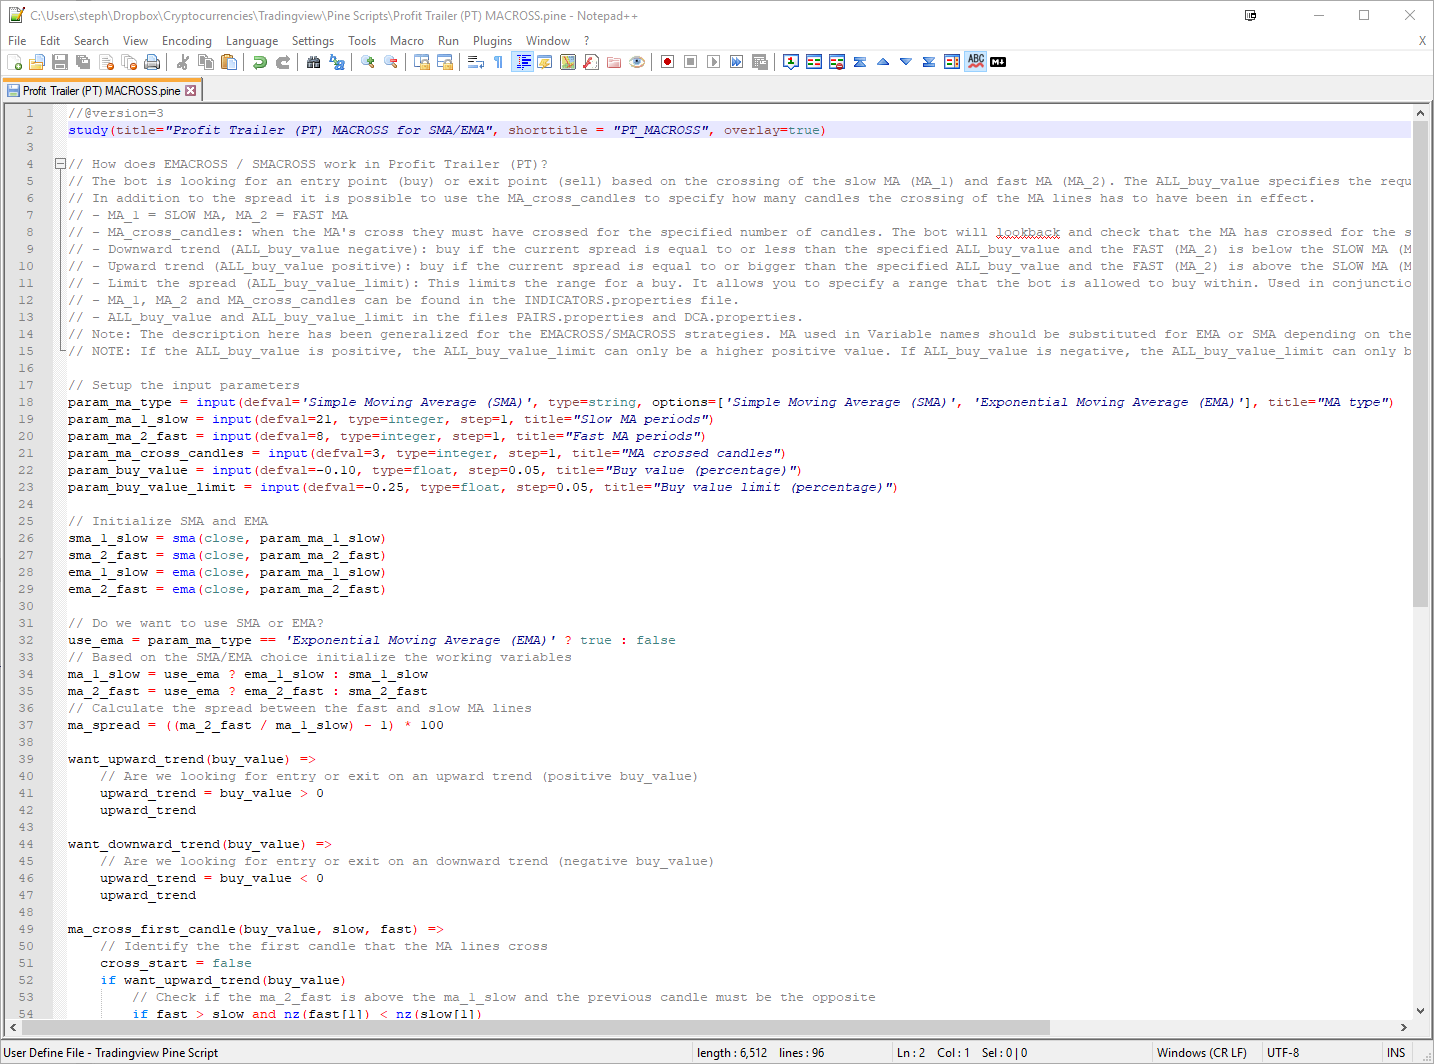 C:\Users\steph\Dropbox\Cryptocurrencies\Tradingview\Pine Scripts\Profit Trailer (PT) MACROSS.pine - Notepad++
File Edit Search View Encoding Language Settings Tools Macro Run Plugins Window ? X
Profit Trailer (PT) MACROSS.pine
1 //@version=3
2 study(title="Profit Trailer (PT) MACROSS for SMA/EMA", shorttitle = "PT_MACROSS", overlay=true)
3
4 // How does EMACROSS / SMACROSS work in Profit Trailer (PT)?
5 // The bot is looking for an entry point (buy) or exit point (sell) based on the crossing of the slow MA (MA_1) and fast MA (MA_2). The ALL_buy_value specifies the requ
6 // In addition to the spread it is possible to use the MA_cross_candles to specify how many candles the crossing of the MA lines has to have been in effect.
7 // - MA_1 = SLOW MA, MA_2 = FAST MA
8 // - MA_cross_candles: when the MA's cross they must have crossed for the specified number of candles. The bot will lookback and check that the MA has crossed for the s
9 // - Downward trend (ALL_buy_value negative): buy if the current spread is equal to or less than the specified ALL_buy_value and the FAST (MA_2) is below the SLOW MA (M
10 // - Upward trend (ALL_buy_value positive): buy if the current spread is equal to or bigger than the specified ALL_buy_value and the FAST (MA_2) is above the SLOW MA (M
11 // - Limit the spread (ALL_buy_value_limit): This limits the range for a buy. It allows you to specify a range that the bot is allowed to buy within. Used in conjunctio
12 // - MA_1, MA_2 and MA_cross_candles can be found in the INDICATORS.properties file.
13 // - ALL_buy_value and ALL_buy_value_limit in the files PAIRS.properties and DCA.properties.
14 // Note: The description here has been generalized for the EMACROSS/SMACROSS strategies. MA used in Variable names should be substituted for EMA or SMA depending on the
15 // NOTE: If the ALL_buy_value is positive, the ALL_buy_value_limit can only be a higher positive value. If ALL_buy_value is negative, the ALL_buy_value_limit can only b
16
17 // Setup the input parameters
18 param_ma_type = input(defval='Simple Moving Average (SMA)', type=string, options=['Simple Moving Average (SMA)', 'Exponential Moving Average (EMA)'], title="MA type")
19 param_ma_1_slow = input(defval=21, type=integer, step=1, title="Slow MA periods")
20 param_ma_2_fast = input(defval=8, type=integer, step=1, title="Fast MA periods")
21 param_ma_cross_candles = input(defval=3, type=integer, step=1, title="MA crossed candles")
22 param_buy_value = input(defval=-0.10, type=float, step=0.05, title="Buy value (percentage)")
23 param_buy_value_limit = input(defval=-0.25, type=float, step=0.05, title="Buy value limit (percentage)")
24
25 // Initialize SMA and EMA
26 sma_1_slow = sma(close, param_ma_1_slow)
27 sma_2_fast = sma(close, param_ma_2_fast)
28 ema_1_slow = ema(close, param_ma_1_slow)
29 ema_2_fast = ema(close, param_ma_2_fast)
30
31 // Do we want to use SMA or EMA?
32 use_ema = param_ma_type == 'Exponential Moving Average (EMA)' ? true : false
33 // Based on the SMA/EMA choice initialize the working variables
34 ma_1_slow = use_ema ? ema_1_slow : sma_1_slow
35 ma_2_fast = use_ema ? ema_2_fast : sma_2_fast
36 // Calculate the spread between the fast and slow MA lines
37 ma_spread = ((ma_2_fast / ma_1_slow) - 1) * 100
38
39 want_upward_trend(buy_value) =>
40 // Are we looking for entry or exit on an upward trend (positive buy_value)
41 upward_trend = buy_value > 0
42 upward_trend
43
44 want_downward_trend(buy_value) =>
45 // Are we looking for entry or exit on an downward trend (negative buy_value)
46 upward_trend = buy_value < 0
47 upward_trend
48
49 ma_cross_first_candle(buy_value, slow, fast) =>
50 // Identify the the first candle that the MA lines cross
51 cross_start = false
52 if want_upward_trend(buy_value)
53 // Check if the ma_2_fast is above the ma_1_slow and the previous candle must be the opposite
54 if fast > slow and nz(fast[1]) < nz(slow[1])
User Define File - Tradingview Pine Script length : 6,512 lines : 96 Ln : 2 Col : 1 Sel : 0 | 0 Windows (CR LF) UTF-8 INS